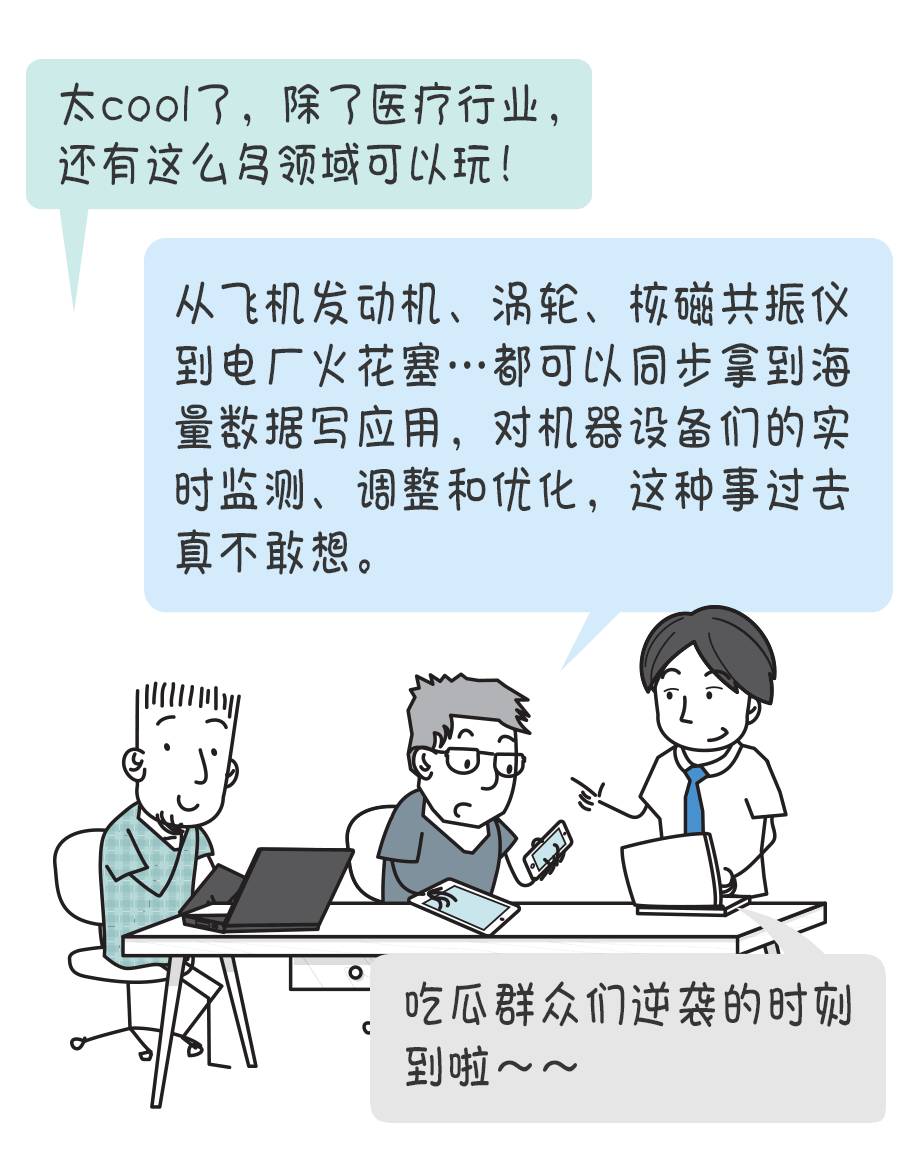 太cool了，除了医疗行业，
还有这么多领域可以玩！
从飞机发动机、涡轮、核磁共振仪
到电厂火花塞…都可以同步拿到海
量数据写应用，对机器设备们的实
时监测、调整和优化，这种事过去
真不敢想。
吃瓜群众们逆袭的时刻
到啦～～